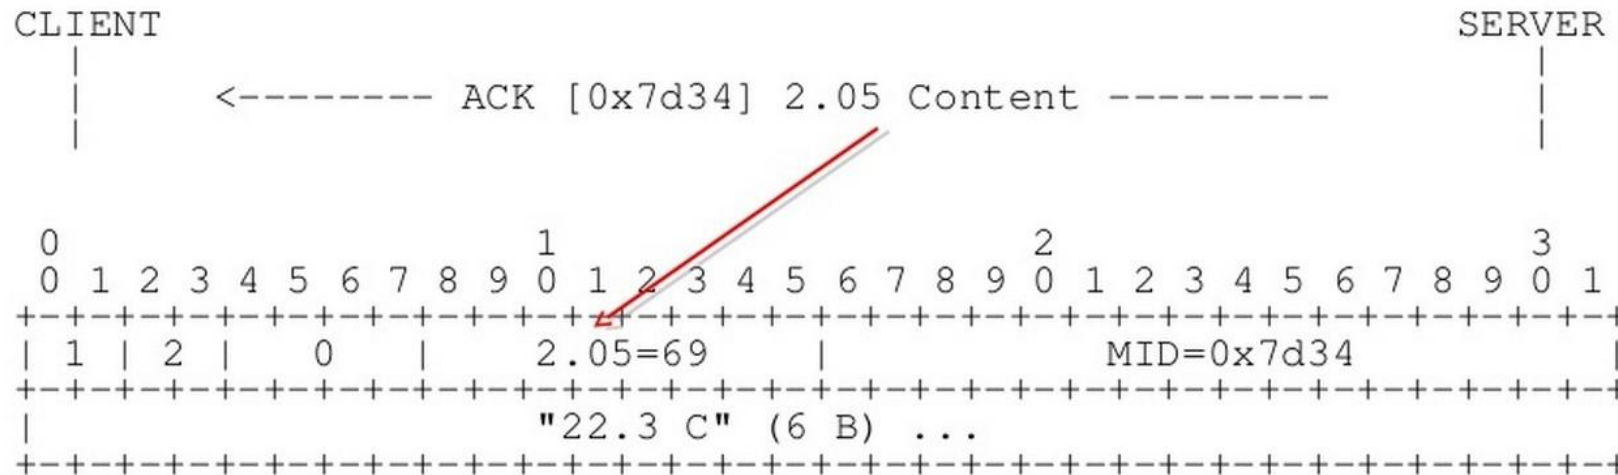 CLIENT SERVER
| |
| <-------- ACK [0x7d34] 2.05 Content --------- |
| |
0 1 2 3
0 1 2 3 4 5 6 7 8 9 0 1 2 3 4 5 6 7 8 9 0 1 2 3 4 5 6 7 8 9 0 1
+-+-+-+-+-+-+-+-+-+-+-+-+-+-+-+-+-+-+-+-+-+-+-+-+-+-+-+-+-+-+-+-+
| 1 | 2 | 0 | 2.05=69 | MID=0x7d34 |
+-+-+-+-+-+-+-+-+-+-+-+-+-+-+-+-+-+-+-+-+-+-+-+-+-+-+-+-+-+-+-+-+
| "22.3 C" (6 B) ...
+-+-+-+-+-+-+-+-+-+-+-+-+-+-+-+-+-+-+-+-+-+-+-+-+-+-+-+-+-+-+-+-+